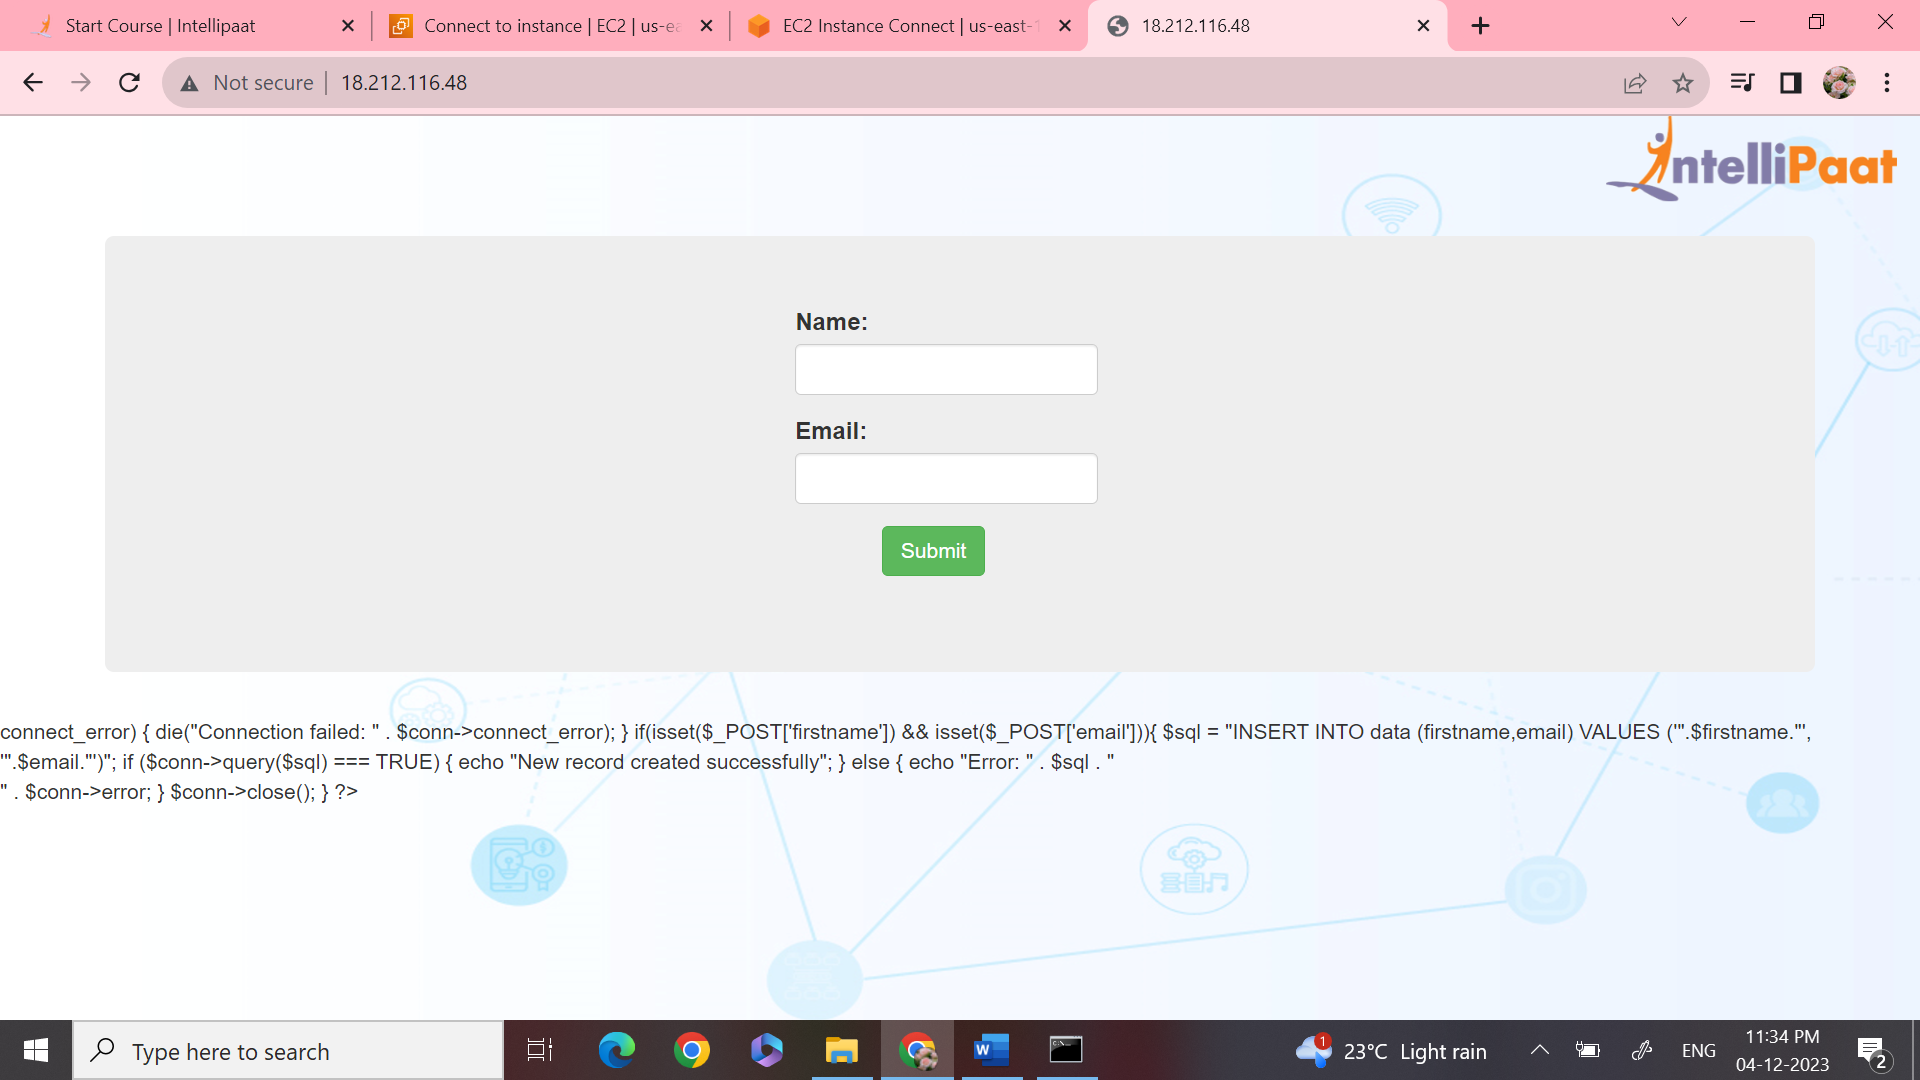 Start Course | Intellipaat
Connect to instance | EC2 | us-ea
EC2 Instance Connect | us-east-1
18.212.116.48
Not secure
18.212.116.48
IntelliPaat
Name:
Email:
Submit
connect_error) { die("Connection failed: " . $conn->connect_error); } if(isset($_POST['firstname']) && isset($_POST['email'])){ $sql = "INSERT INTO data (firstname,email) VALUES ('".$firstname."',
'".$email."')"; if ($conn->query($sql) === TRUE) { echo "New record created successfully"; } else { echo "Error: " . $sql . "
" . $conn->error; } $conn->close(); } ?>
Type here to search
1
23°C Light rain
ENG
11:34 PM
04-12-2023
2